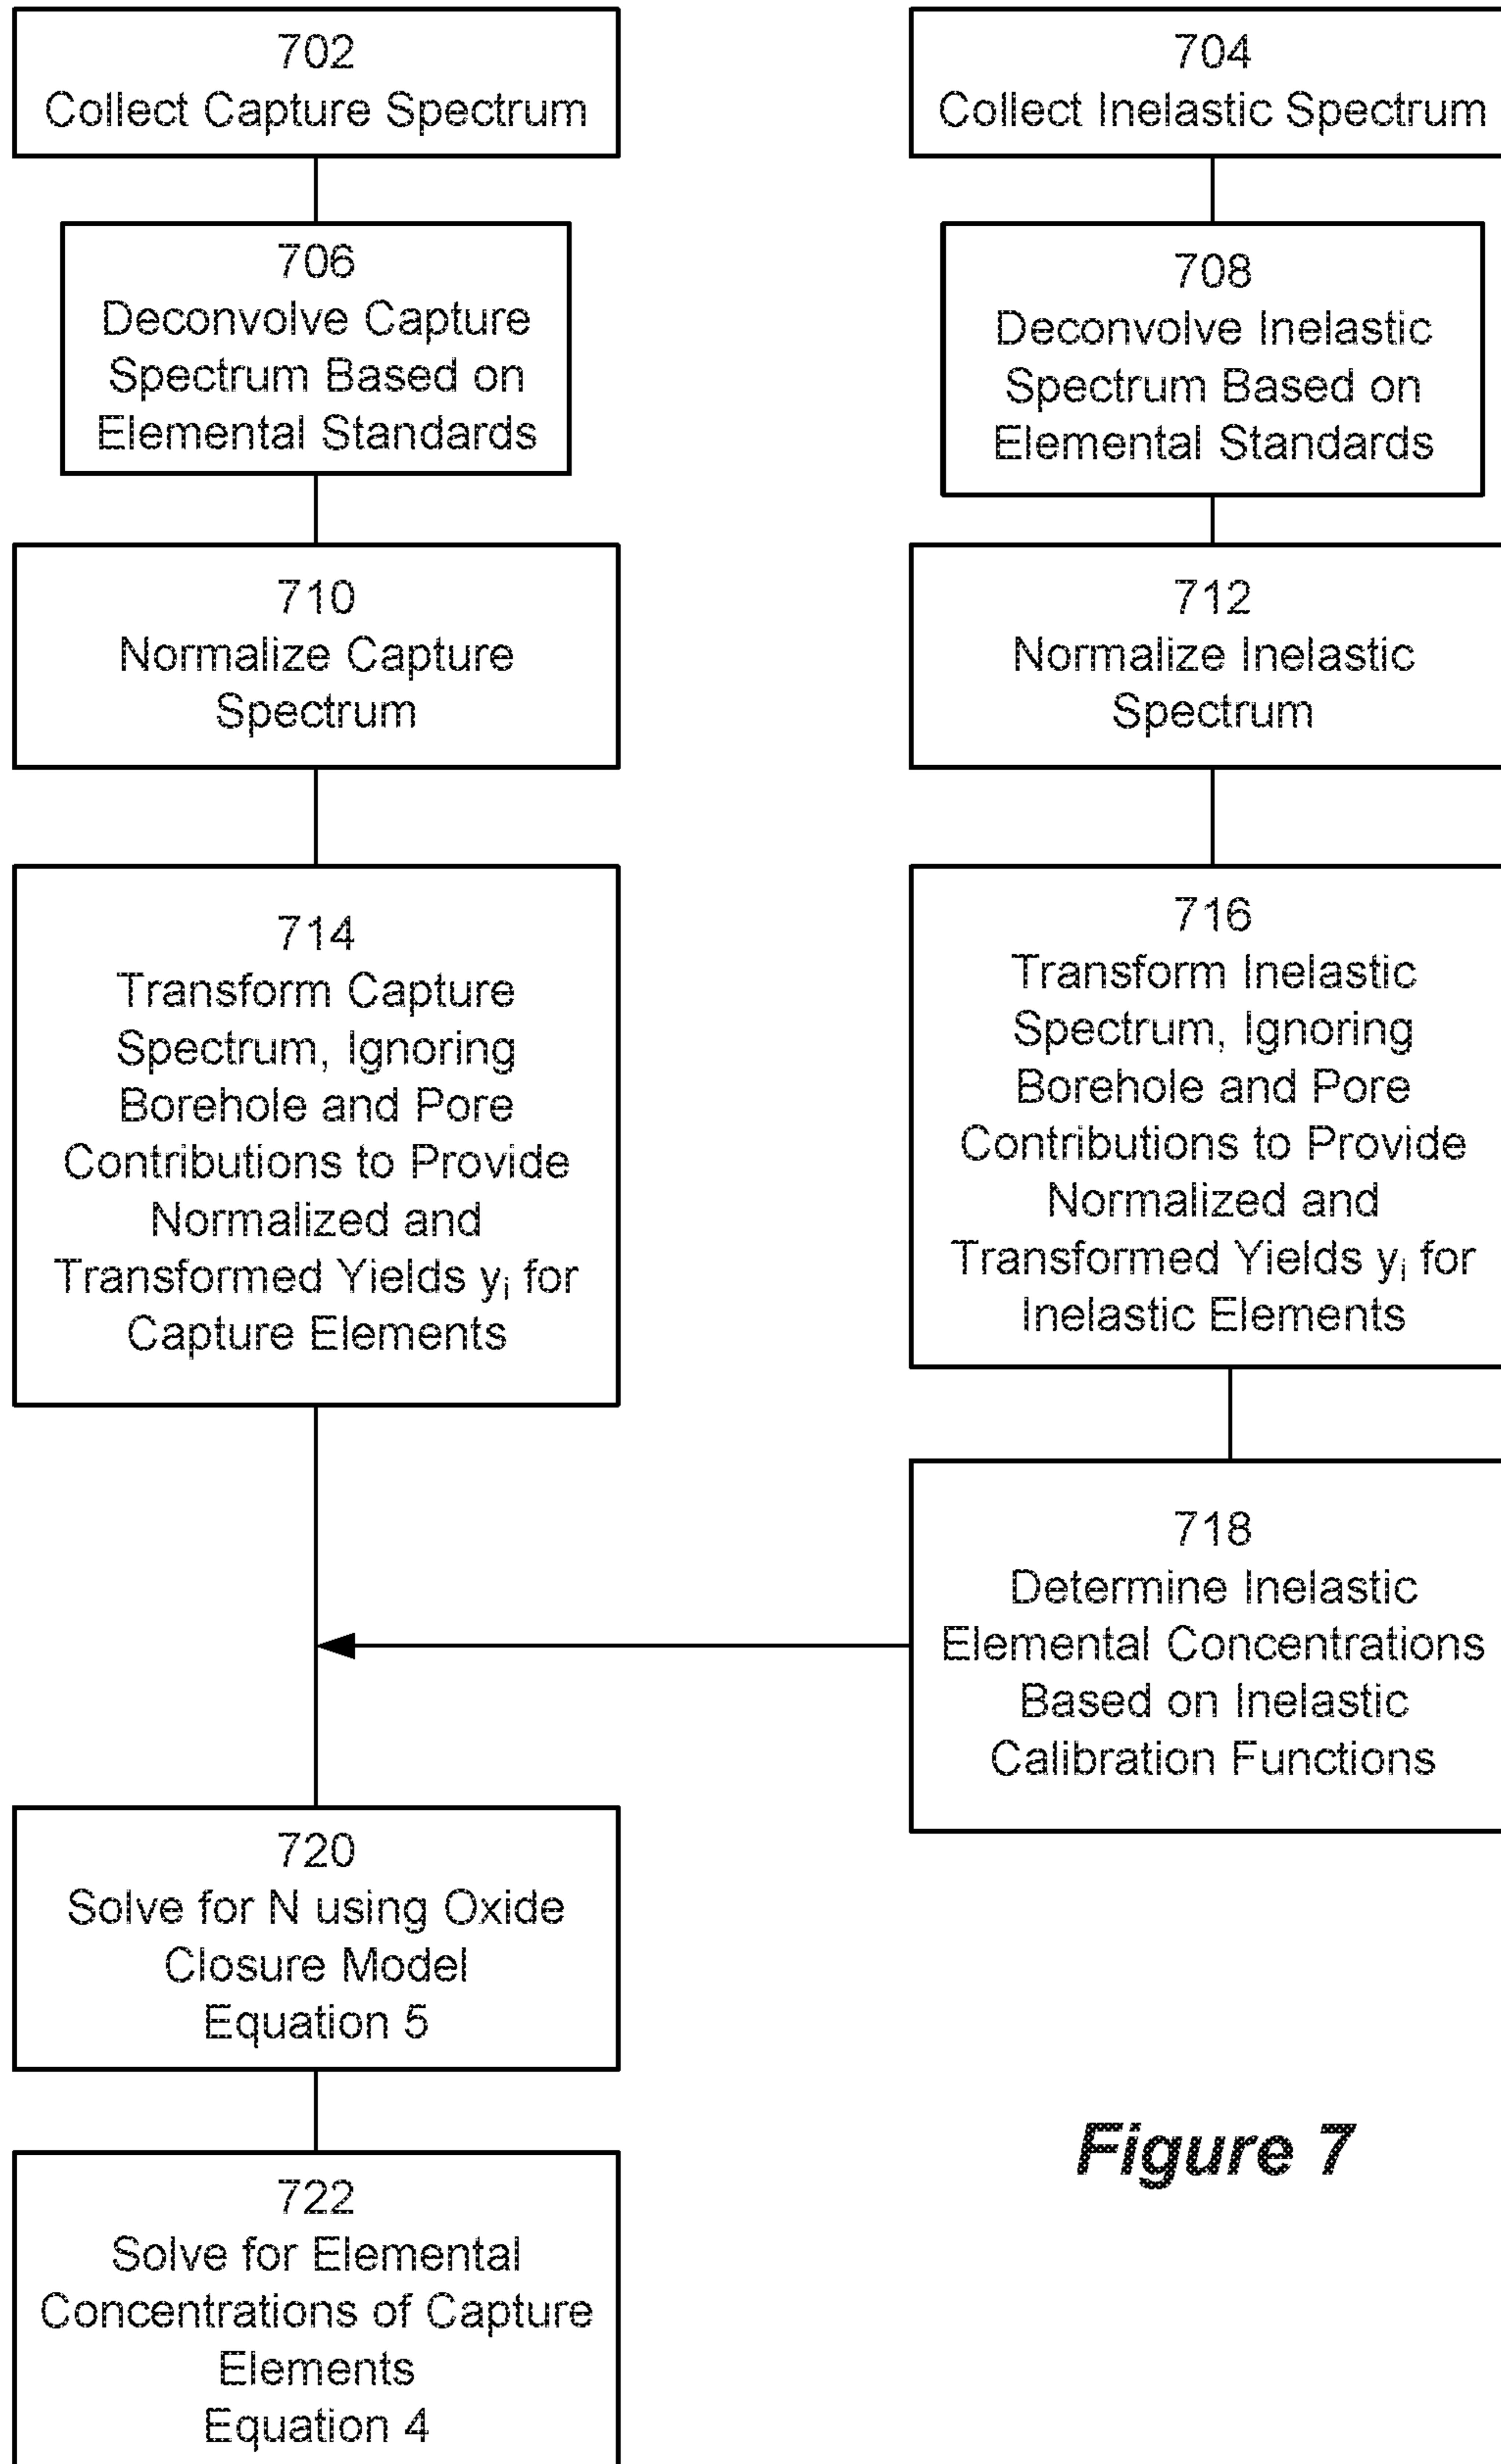 702
Collect Capture Spectrum
704
Collect Inelastic Spectrum
706
Deconvolve Capture
Spectrum Based on
Elemental Standards
708
Deconvolve Inelastic
Spectrum Based on
Elemental Standards
710
Normalize Capture
Spectrum
712
Normalize Inelastic
Spectrum
714
Transform Capture
Spectrum, Ignoring
Borehole and Pore
Contributions to Provide
Normalized and
Transformed Yields yᵢ for
Capture Elements
716
Transform Inelastic
Spectrum, Ignoring
Borehole and Pore
Contributions to Provide
Normalized and
Transformed Yields yᵢ for
Inelastic Elements
718
Determine Inelastic
Elemental Concentrations
Based on Inelastic
Calibration Functions
720
Solve for N using Oxide
Closure Model
Equation 5
722
Solve for Elemental
Concentrations of Capture
Elements
Equation 4
Figure 7